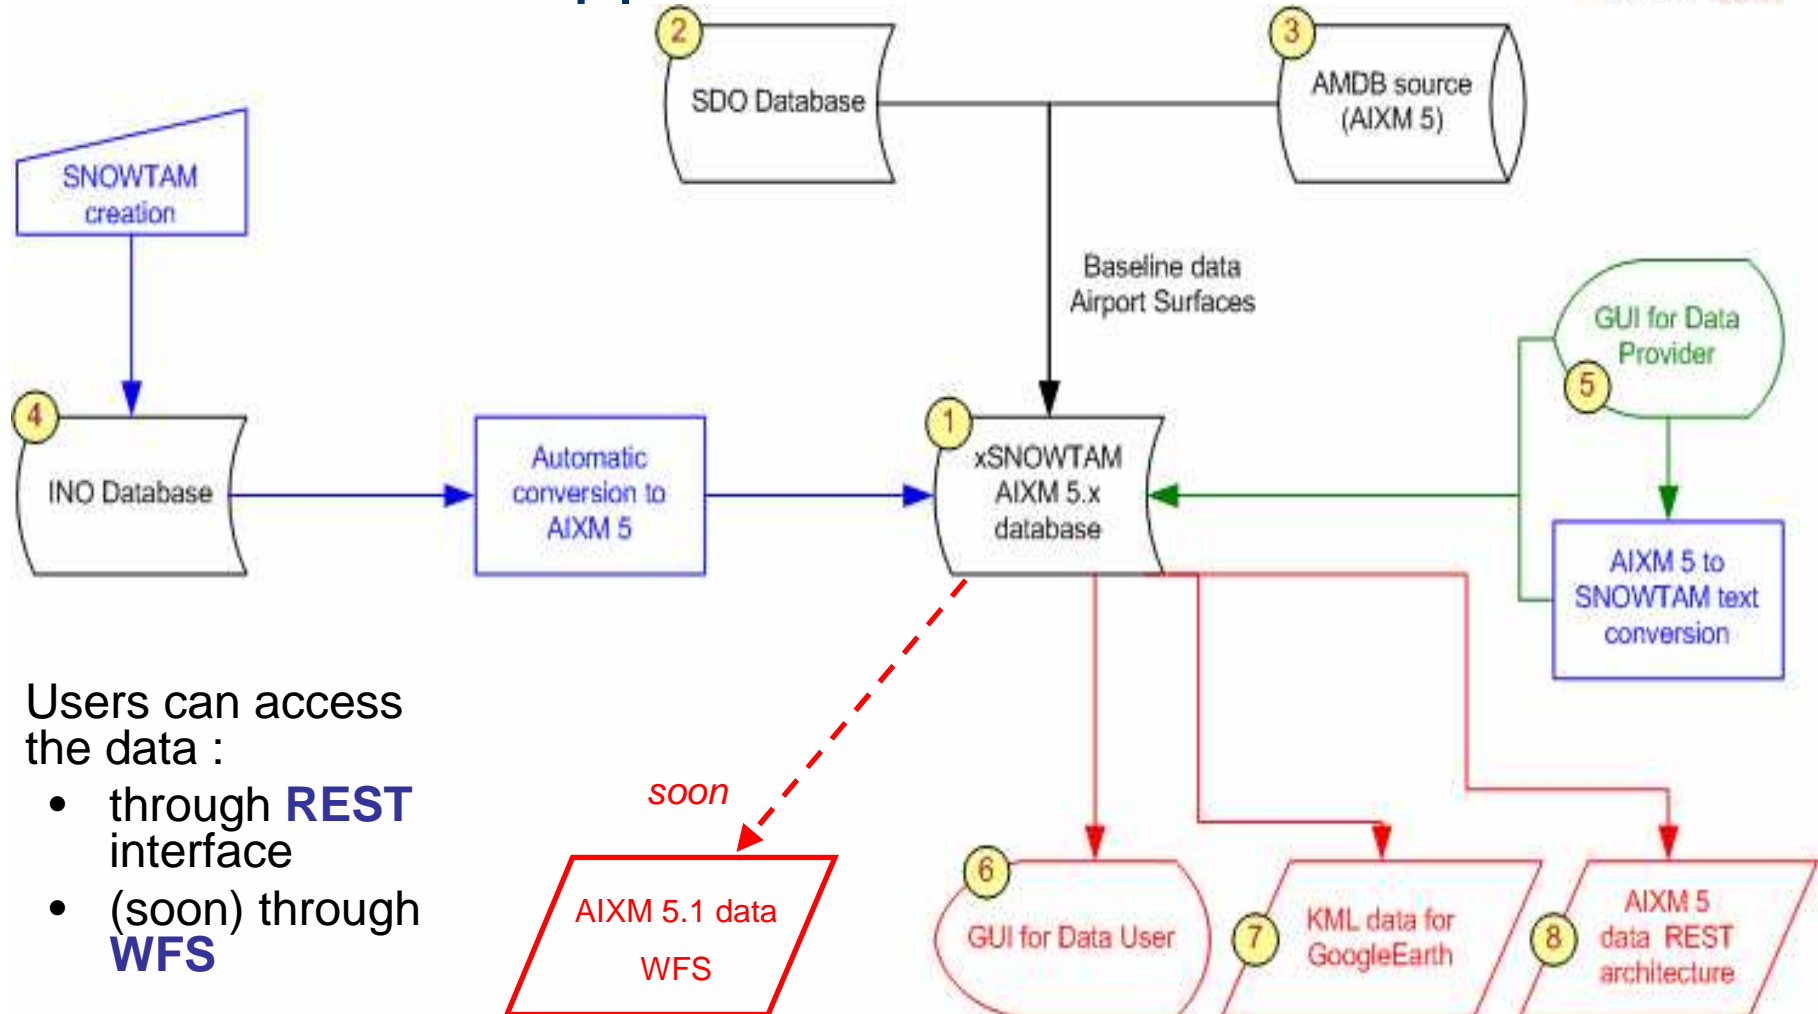 2
SDO Database
3
AMDB source
(AIXM 5)
SNOWTAM
creation
Baseline data
Airport Surfaces
GUI for Data
Provider
5
4
INO Database
Automatic
conversion to
AIXM 5
1
xSNOWTAM
AIXM 5.x
database
AIXM 5 to
SNOWTAM text
conversion
Users can access
the data :
• through REST
interface
• (soon) through
WFS
soon
AIXM 5.1 data
WFS
6
GUI for Data User
7
KML data for
GoogleEarth
8
AIXM 5
data REST
architecture